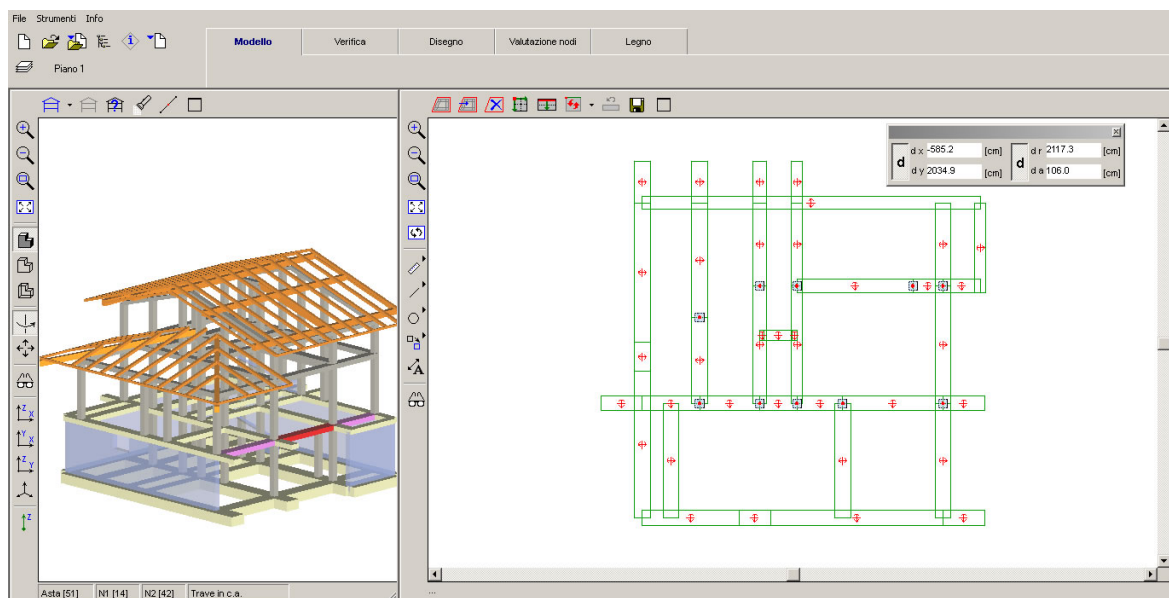 File Strumenti Info
Modello Verifica Disegno Valutazione nodi Legno
Piano 1
d d x -585.2 [cm] d d r 2117.3 [cm]
d y 2034.9 [cm] d a 106.0 [cm]
Z X
Y X
Z Y
Z
Asta [51] N1 [14] N2 [42] Trave in c.a. ...